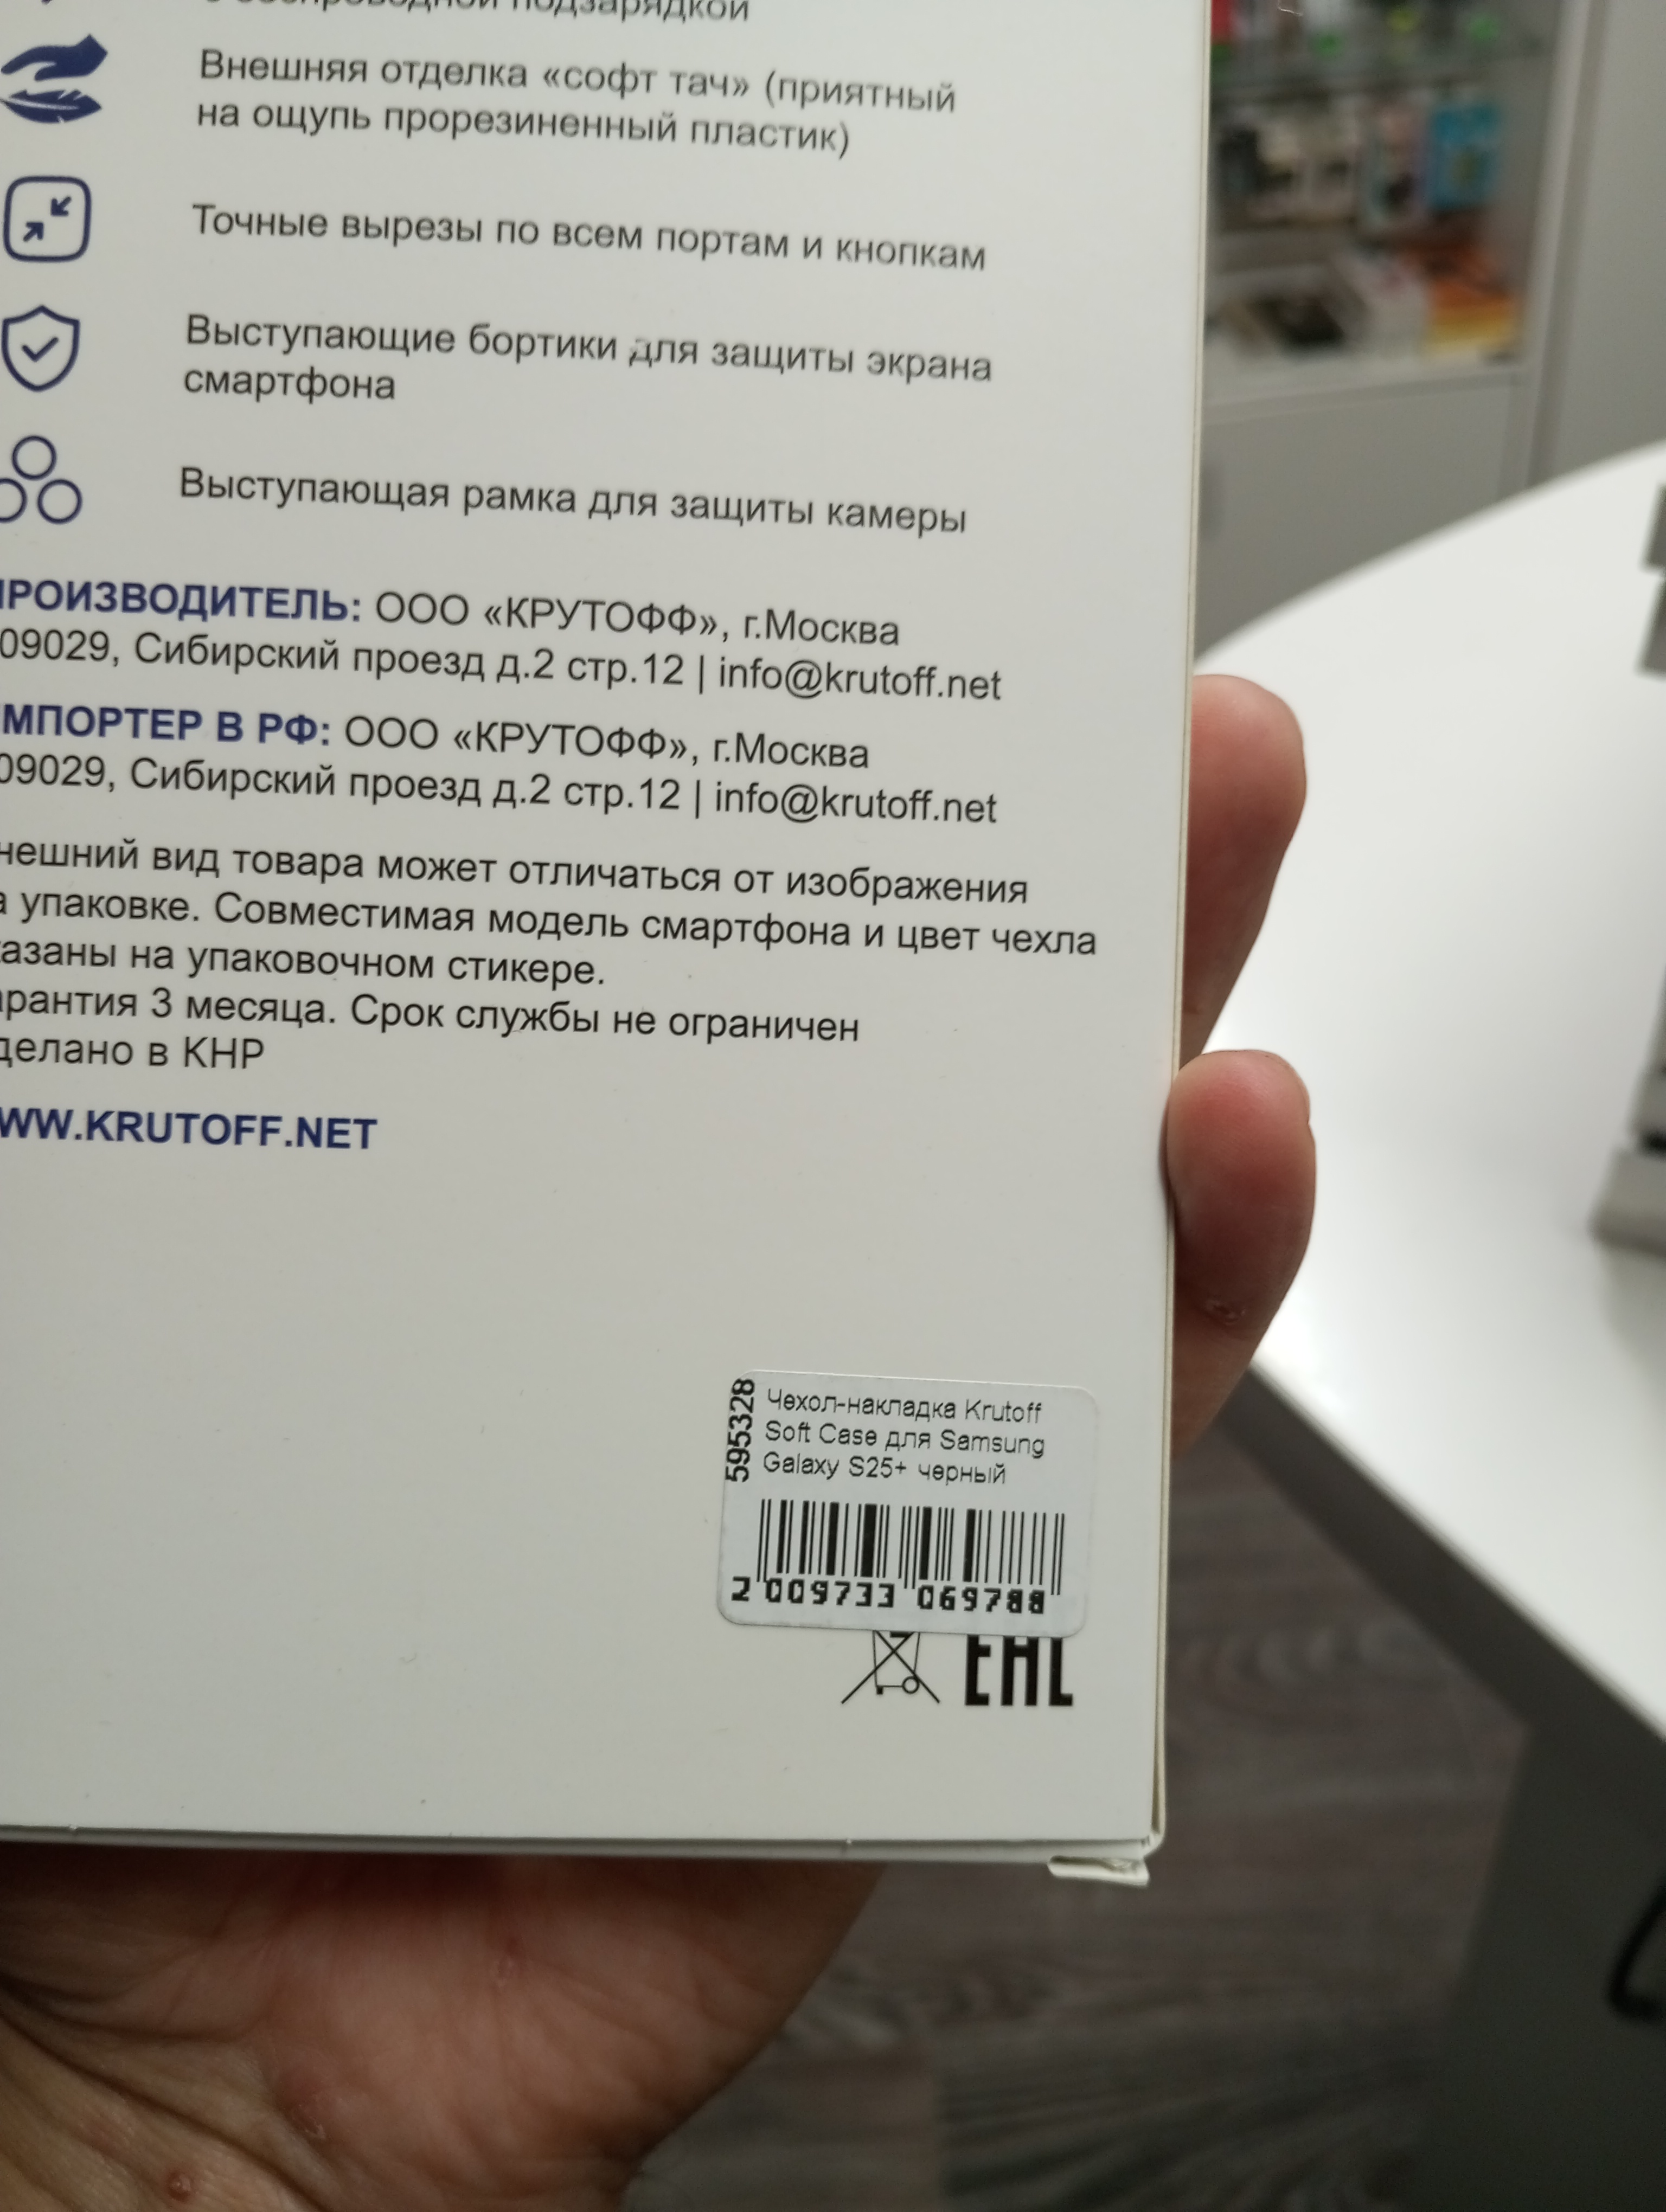 с беспроводной подзарядкой
Внешняя отделка «софт тач» (приятный
на ощупь прорезиненный пластик)
Точные вырезы по всем портам и кнопкам
Выступающие бортики для защиты экрана
смартфона
Выступающая рамка для защиты камеры
РОИЗВОДИТЕЛЬ: ООО «КРУТОФФ», г.Москва
09029, Сибирский проезд д.2 стр.12 | info@krutoff.net
МПОРТЕР В РФ: ООО «КРУТОФФ», г.Москва
09029, Сибирский проезд д.2 стр.12 | info@krutoff.net
нешний вид товара может отличаться от изображения
а упаковке. Совместимая модель смартфона и цвет чехла
казаны на упаковочном стикере.
арантия 3 месяца. Срок службы не ограничен
делано в КНР
WW.KRUTOFF.NET
595328
Чехол-накладка Krutoff
Soft Case для Samsung
Galaxy S25+ черный
2 009733 069788
EAC